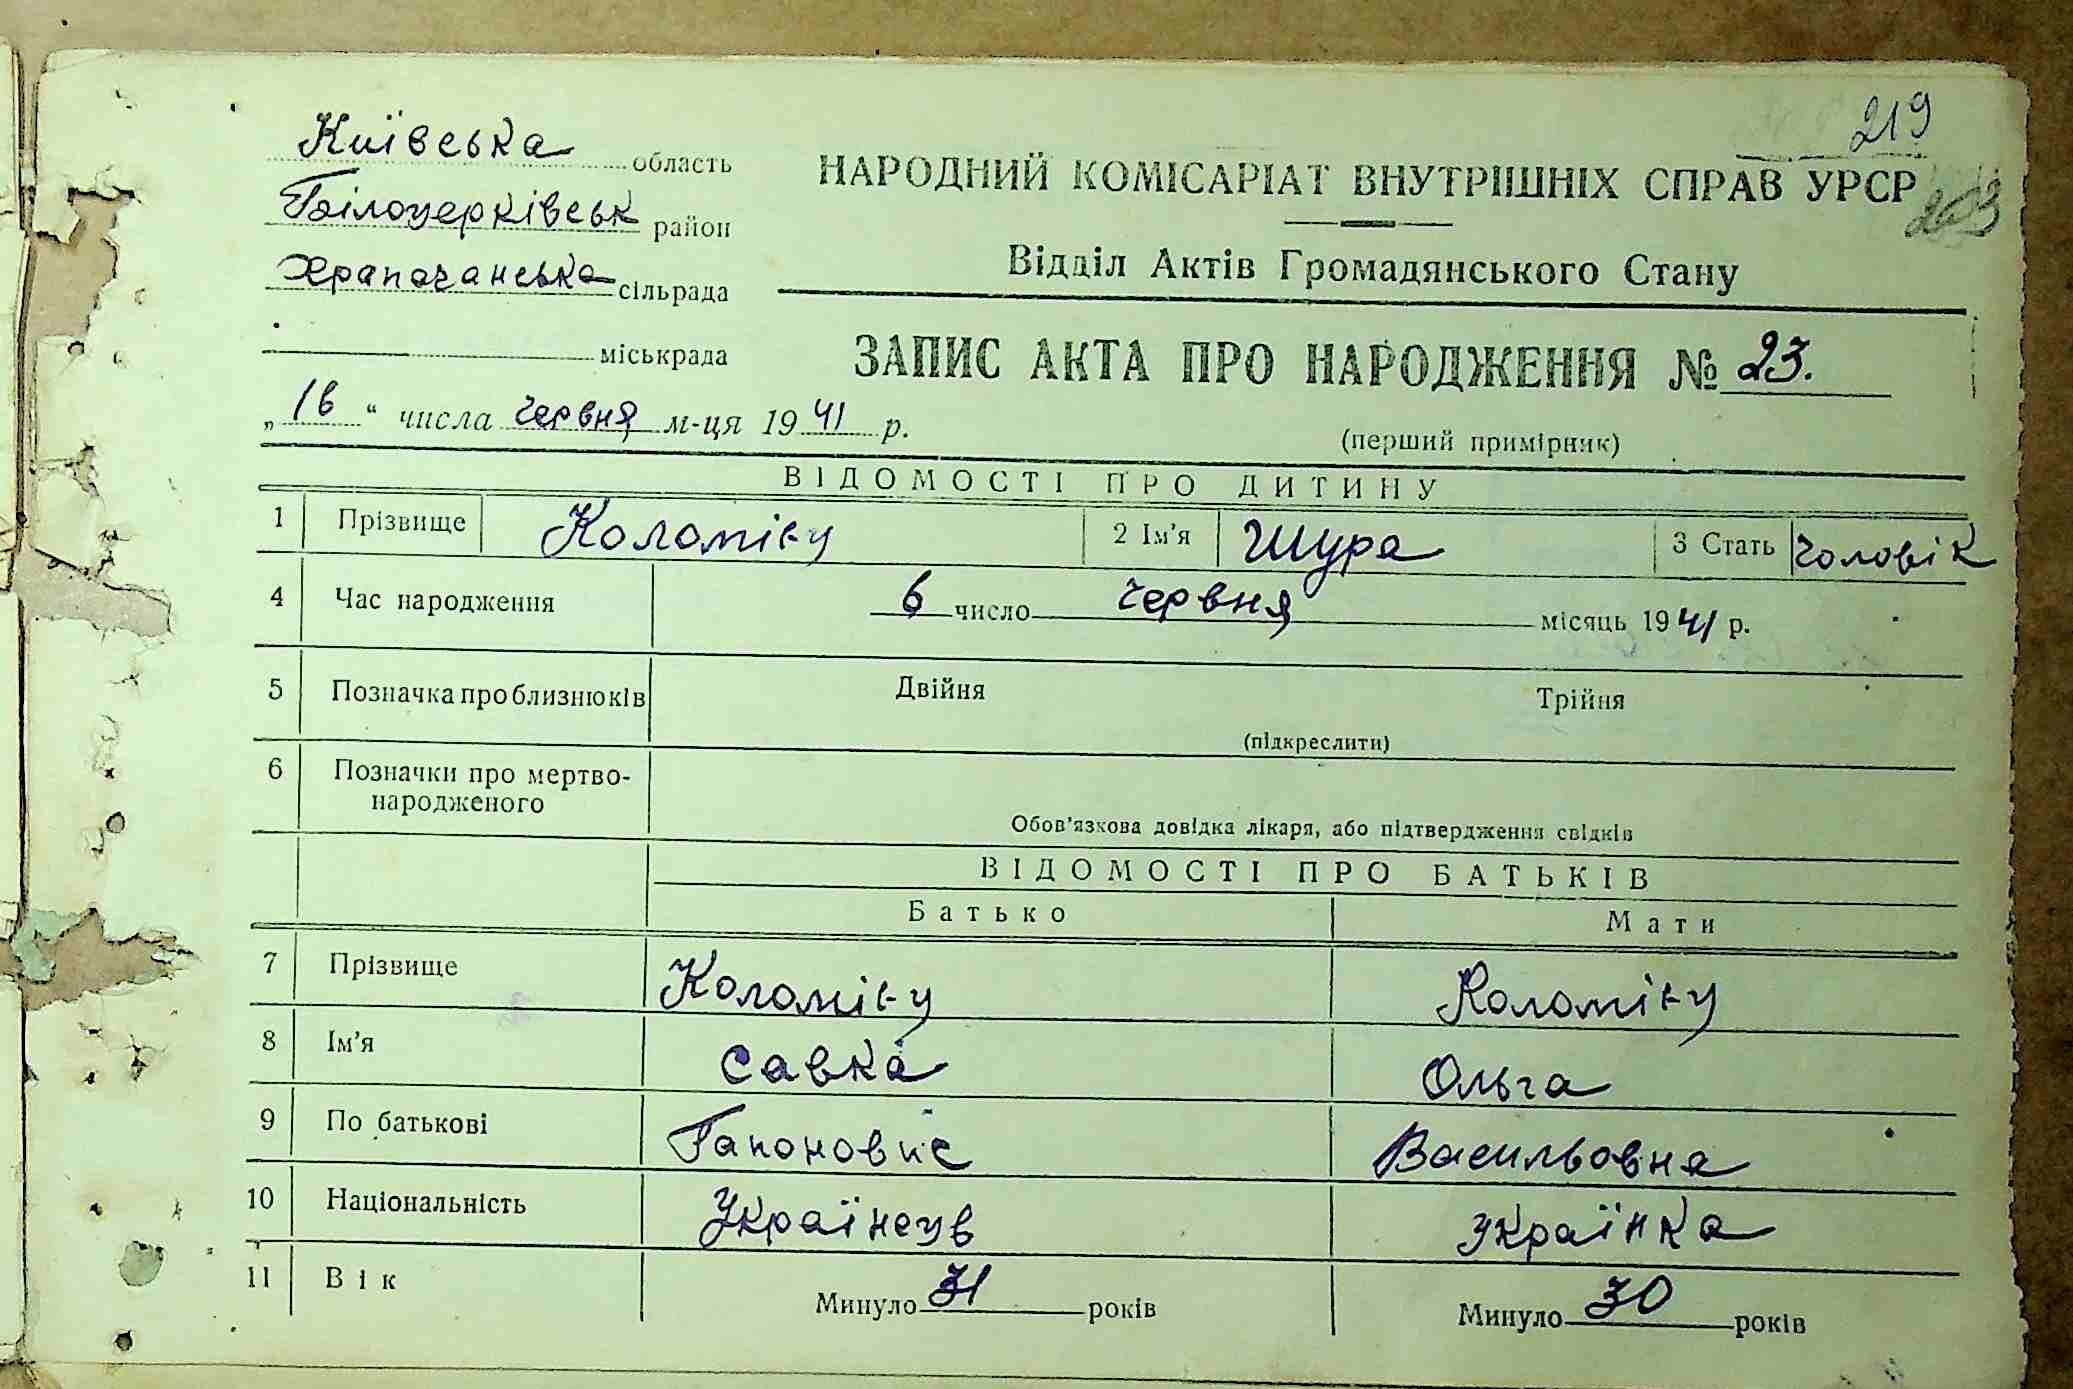 219
Київська область
Білоцерківськ район
Храпачанська сільрада
міськрада
„16“ числа червня м-ця 1941 р.
НАРОДНИЙ КОМІСАРІАТ ВНУТРІШНІХ СПРАВ УРСР
203
Відділ Актів Громадянського Стану
ЗАПИС АКТА ПРО НАРОДЖЕННЯ № 23.
(перший примірник)
ВІДОМОСТІ ПРО ДИТИНУ
1 Прізвище Коломієц 2 Ім'я Шура 3 Стать чоловік
4 Час народження 6 число червня місяць 1941 р.
5 Позначка про близнюків Двійня Трійня
(підкреслити)
6 Позначки про мертво-
народженого
Обов'язкова довідка лікаря, або підтвердження свідків
ВІДОМОСТІ ПРО БАТЬКІВ
Батько Мати
7 Прізвище Коломієц Коломієц
8 Ім'я Савка Ольга
9 По батькові Гапонович Васильовна
10 Національність Українець Українка
11 Вік Минуло 31 років Минуло 30 років